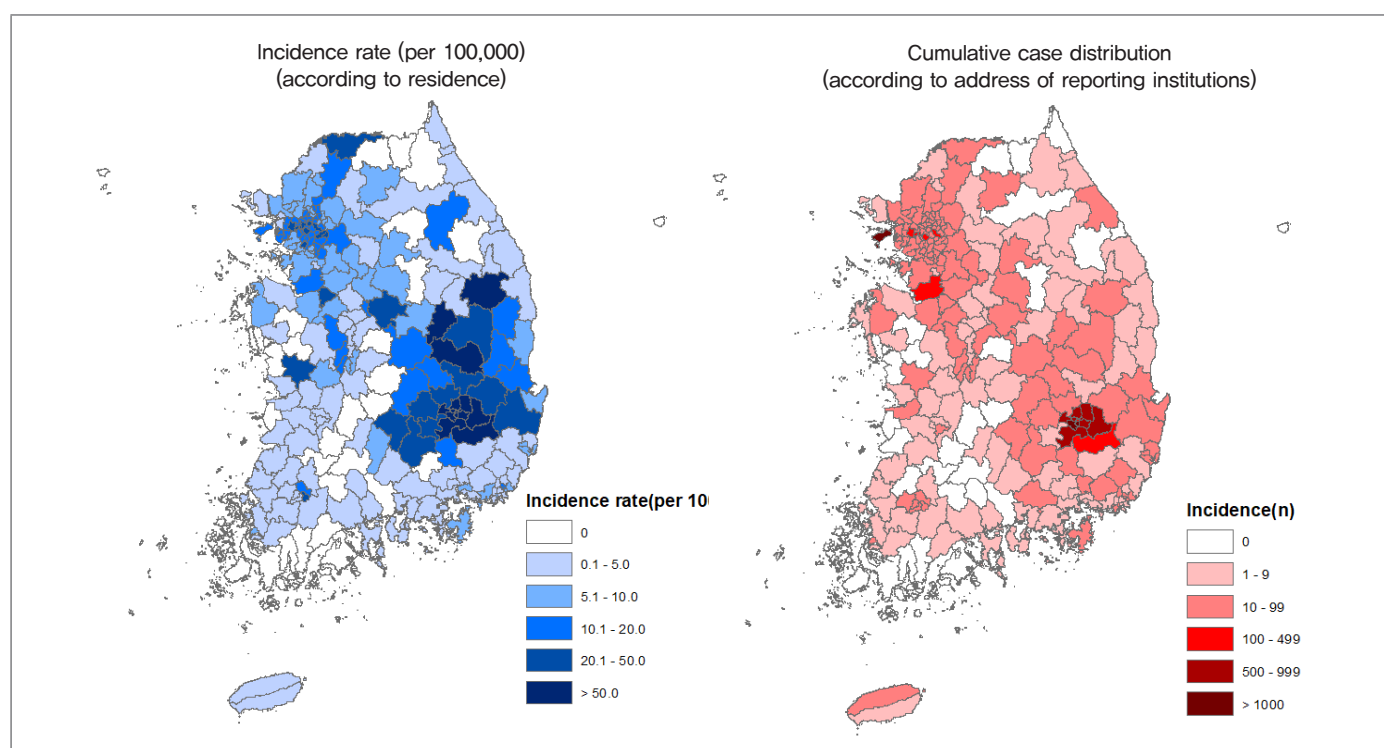 Incidence rate (per 100,000)
(according to residence)
Cumulative case distribution
(according to address of reporting institutions)
Incidence rate(per 10
0
0.1 - 5.0
5.1 - 10.0
10.1 - 20.0
20.1 - 50.0
> 50.0
Incidence(n)
0
1 - 9
10 - 99
100 - 499
500 - 999
> 1000